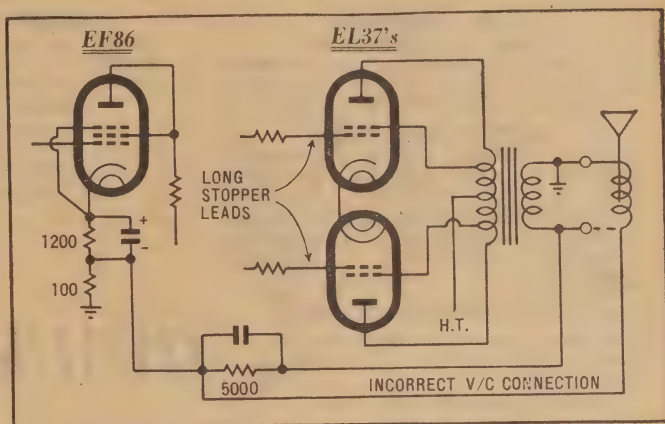 EF86
EL37's
LONG
STOPPER
LEADS
+
−
1200
100
H.T.
5000
INCORRECT V/C CONNECTION